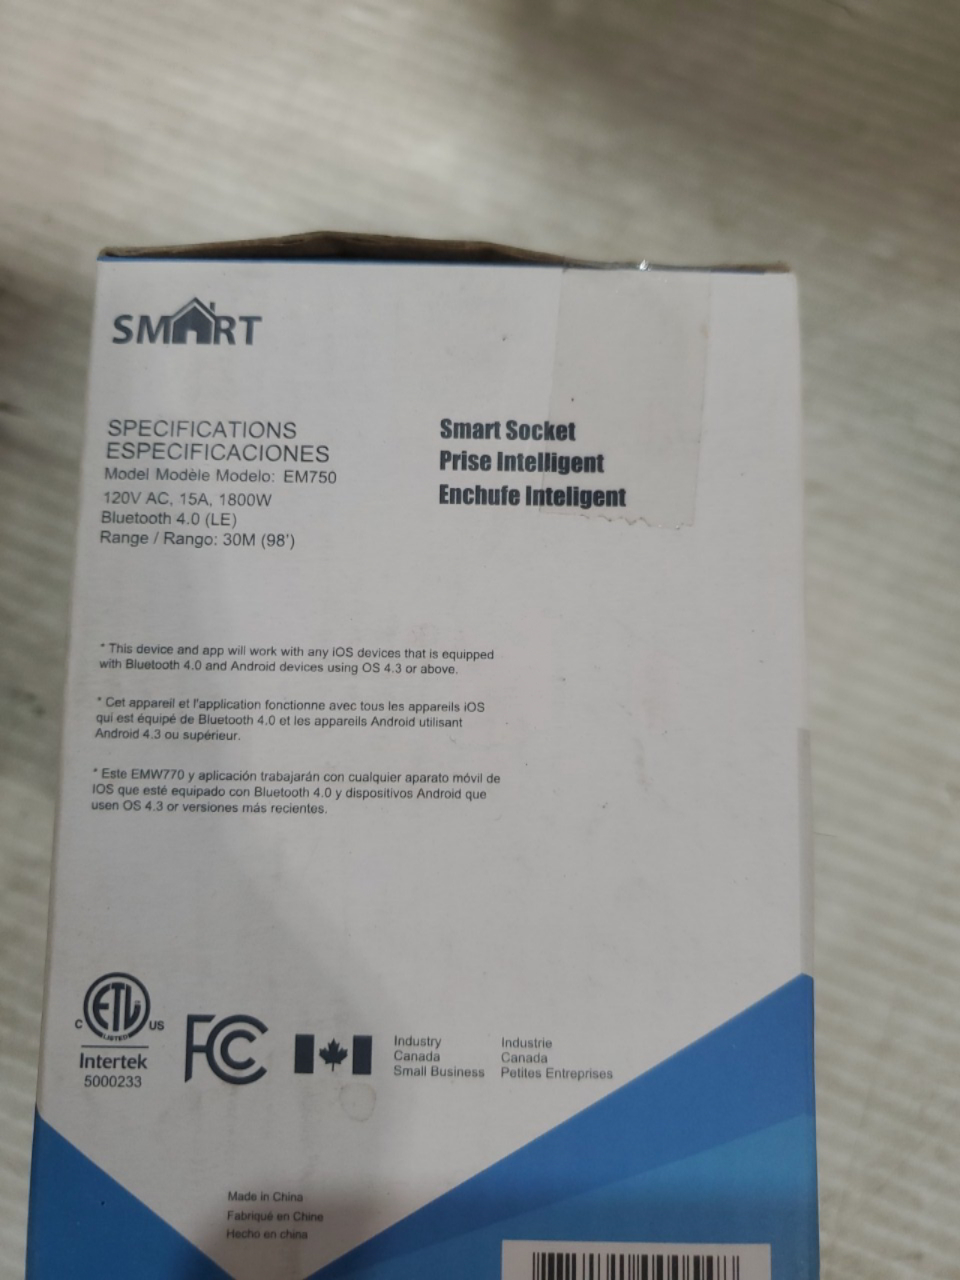 SMART
SPECIFICATIONS
ESPECIFICACIONES
Model Modèle Modelo: EM750
120V AC, 15A, 1800W
Bluetooth 4.0 (LE)
Range / Rango: 30M (98')
Smart Socket
Prise Intelligent
Enchufe Inteligent
* This device and app will work with any iOS devices that is equipped
with Bluetooth 4.0 and Android devices using OS 4.3 or above.
* Cet appareil et l'application fonctionne avec tous les appareils iOS
qui est équipé de Bluetooth 4.0 et les appareils Android utilisant
Android 4.3 ou supérieur.
* Este EMW770 y aplicación trabajarán con cualquier aparato móvil de
IOS que esté equipado con Bluetooth 4.0 y dispositivos Android que
usen OS 4.3 or versiones más recientes.
C ETL US
LISTED
Intertek
5000233
FC
Industry
Canada
Small Business
Industrie
Canada
Petites Entreprises
Made in China
Fabriqué en Chine
Hecho en china